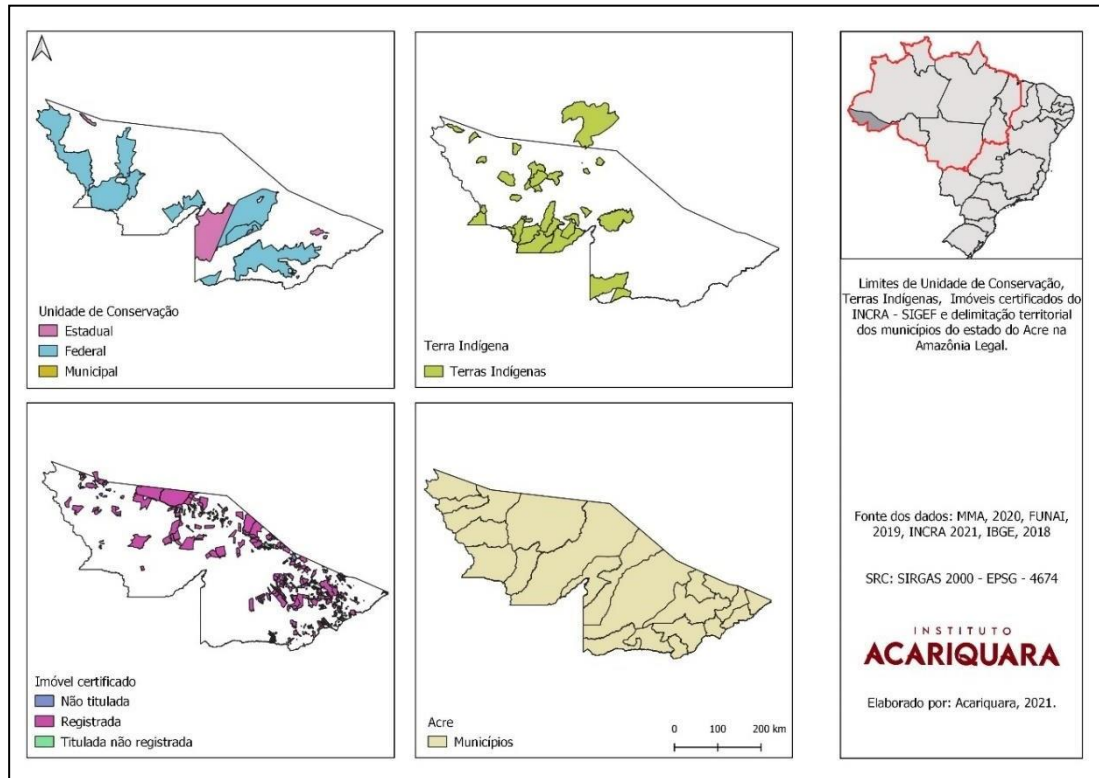 Unidade de Conservação
Estadual
Federal
Municipal
Terra Indígena
Terras Indígenas
Imóvel certificado
Não titulada
Registrada
Titulada não registrada
Acre
Municípios
0 100 200 km
Limites de Unidade de Conservação,
Terras Indígenas, Imóveis certificados do
INCRA - SIGEF e delimitação territorial
dos municípios do estado do Acre na
Amazônia Legal.
Fonte dos dados: MMA, 2020, FUNAI,
2019, INCRA 2021, IBGE, 2018
SRC: SIRGAS 2000 - EPSG - 4674
INSTITUTO
ACARIQUARA
Elaborado por: Acariquara, 2021.